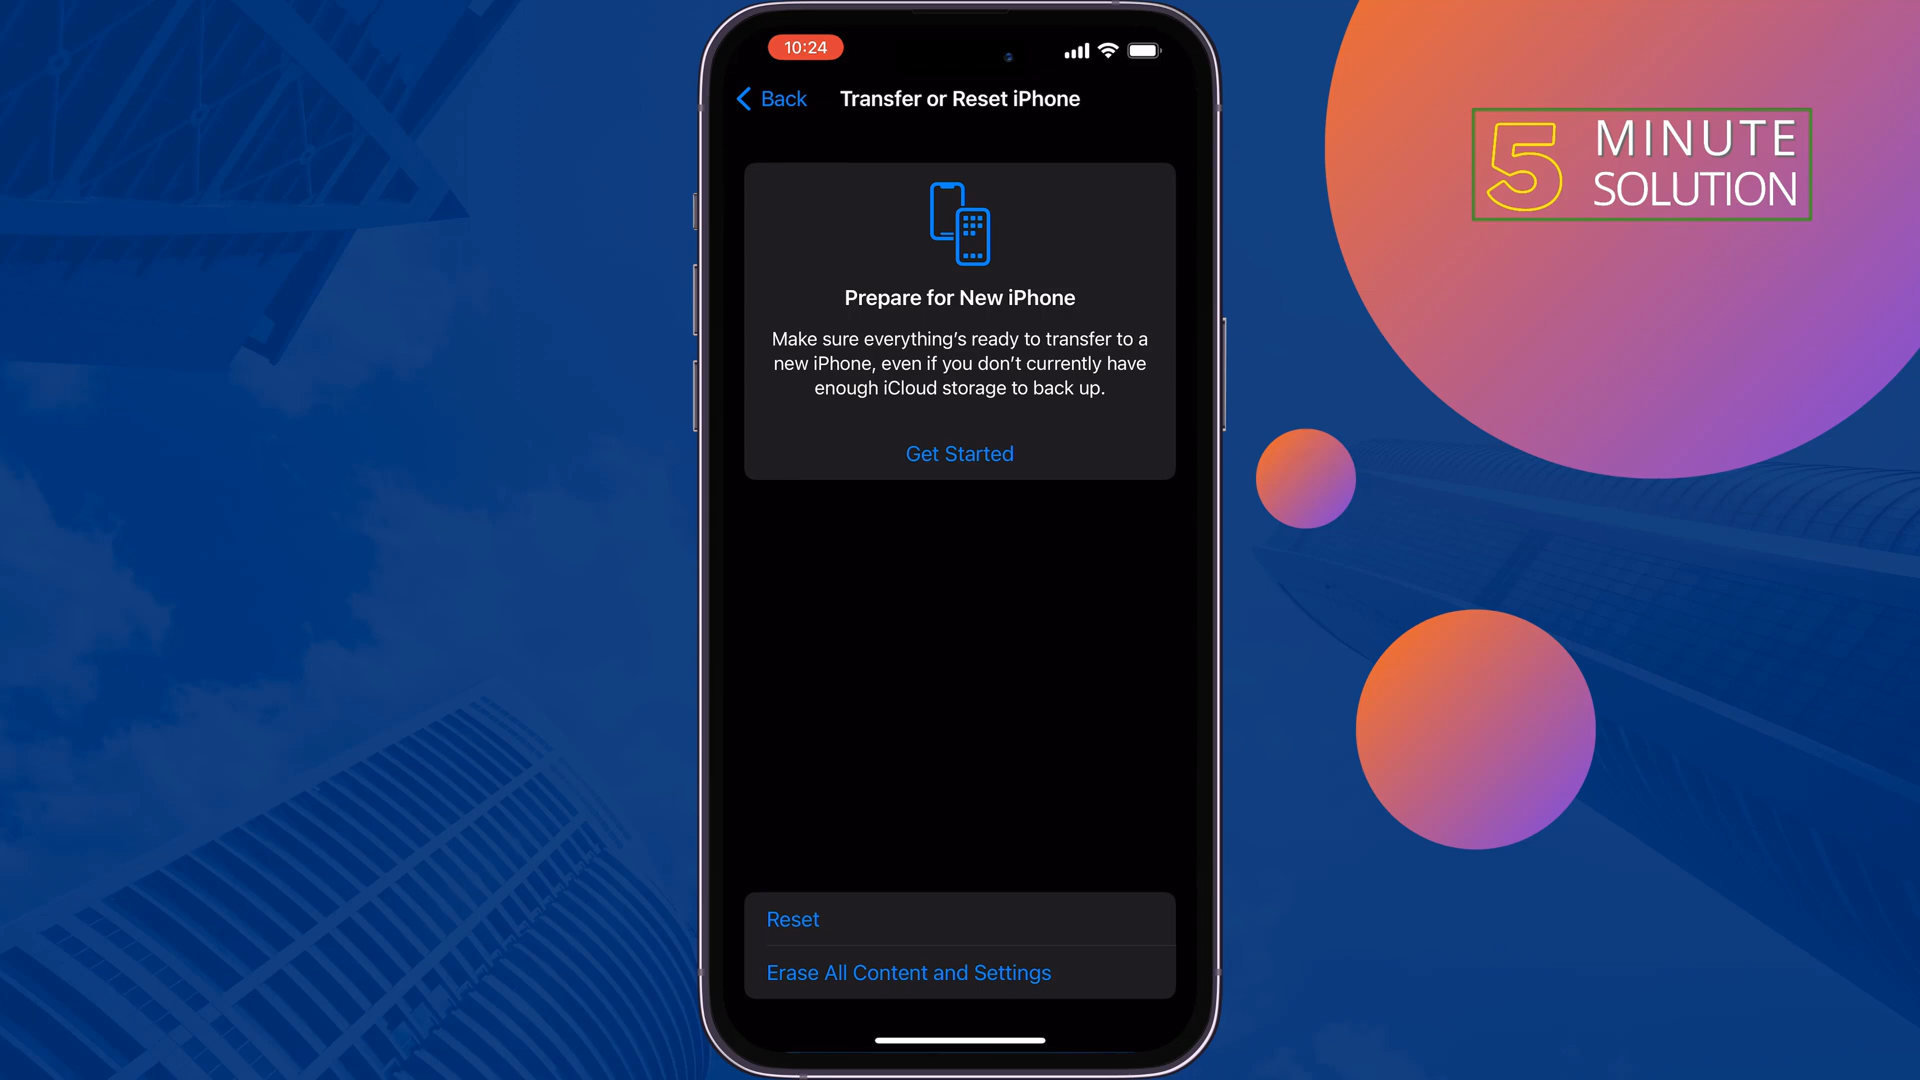 10:24
Back
Transfer or Reset iPhone
5 MINUTE
SOLUTION
Prepare for New iPhone
Make sure everything's ready to transfer to a
new iPhone, even if you don't currently have
enough iCloud storage to back up.
Get Started
Reset
Erase All Content and Settings